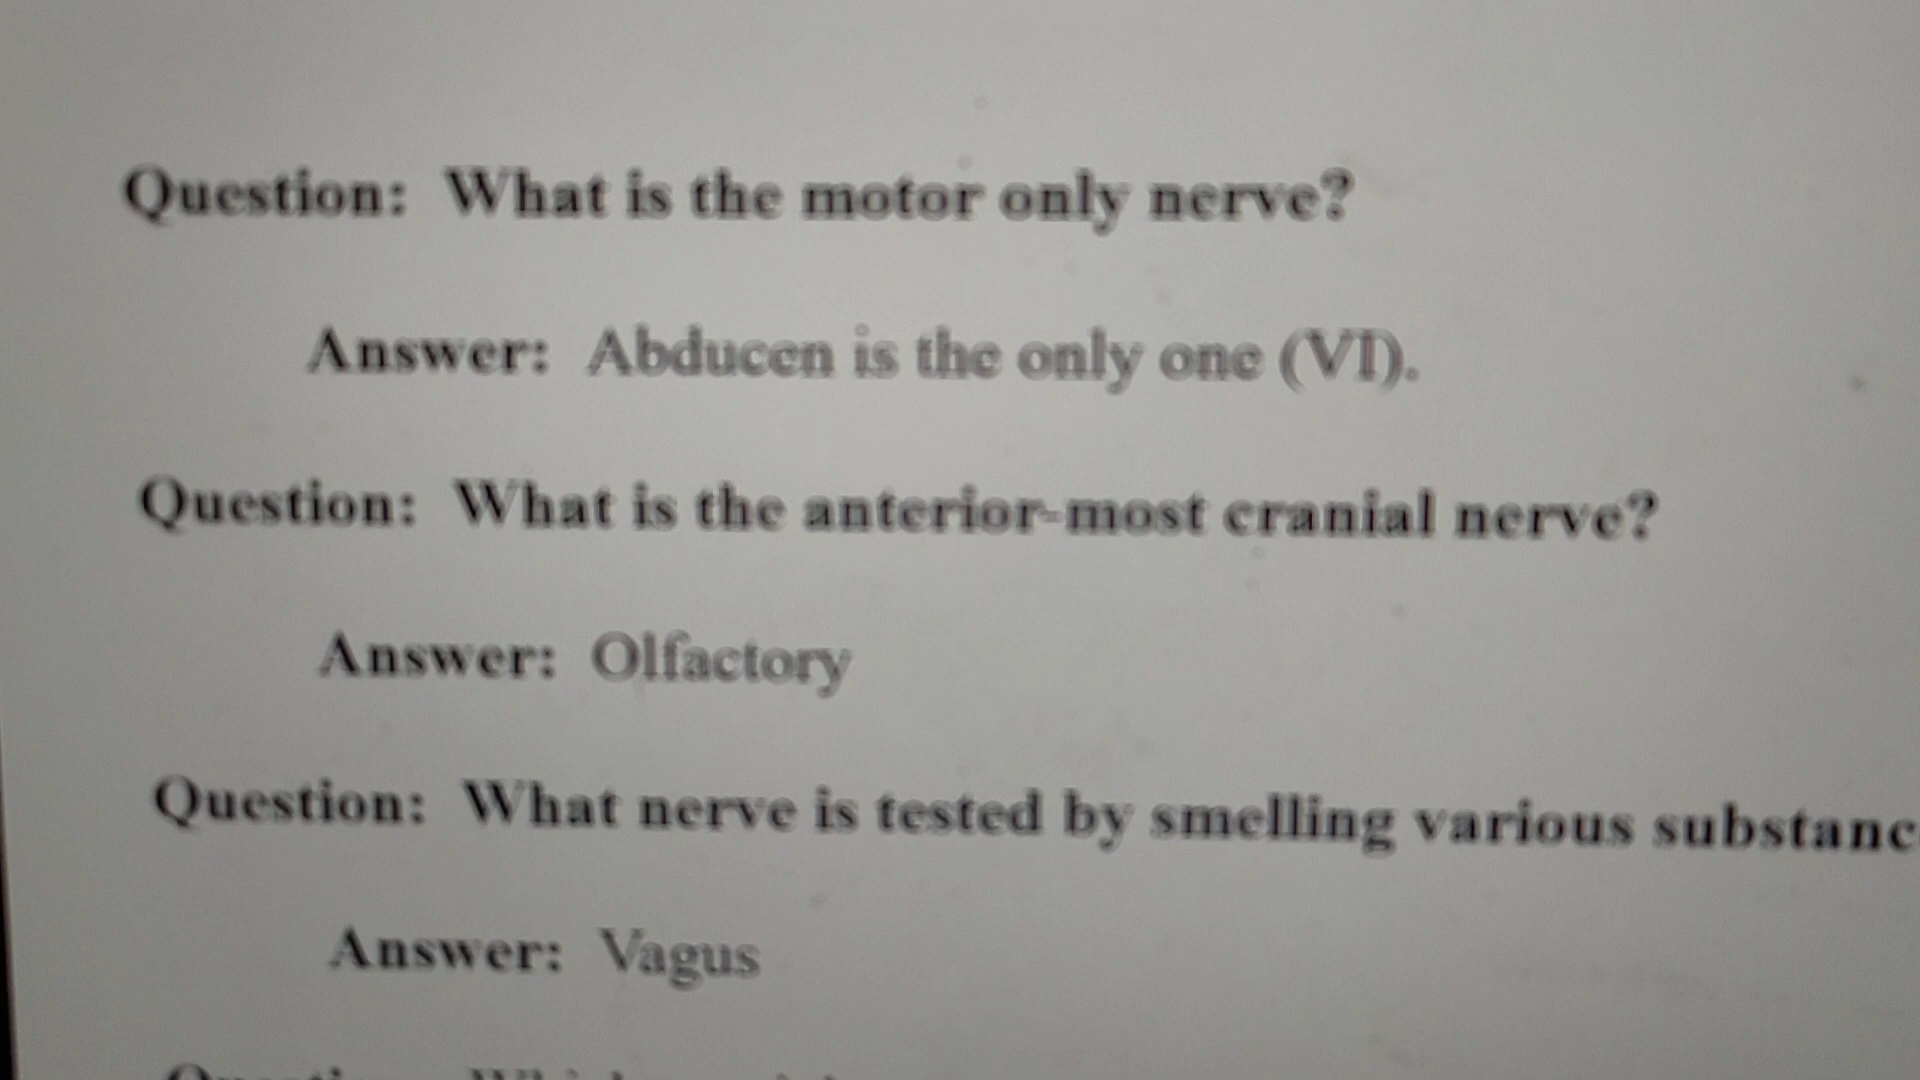 Question: What is the motor only nerve?
Answer: Abducen is the only one (VI).
Question: What is the anterior-most cranial nerve?
Answer: Olfactory
Question: What nerve is tested by smelling various substanc
Answer: Vagus